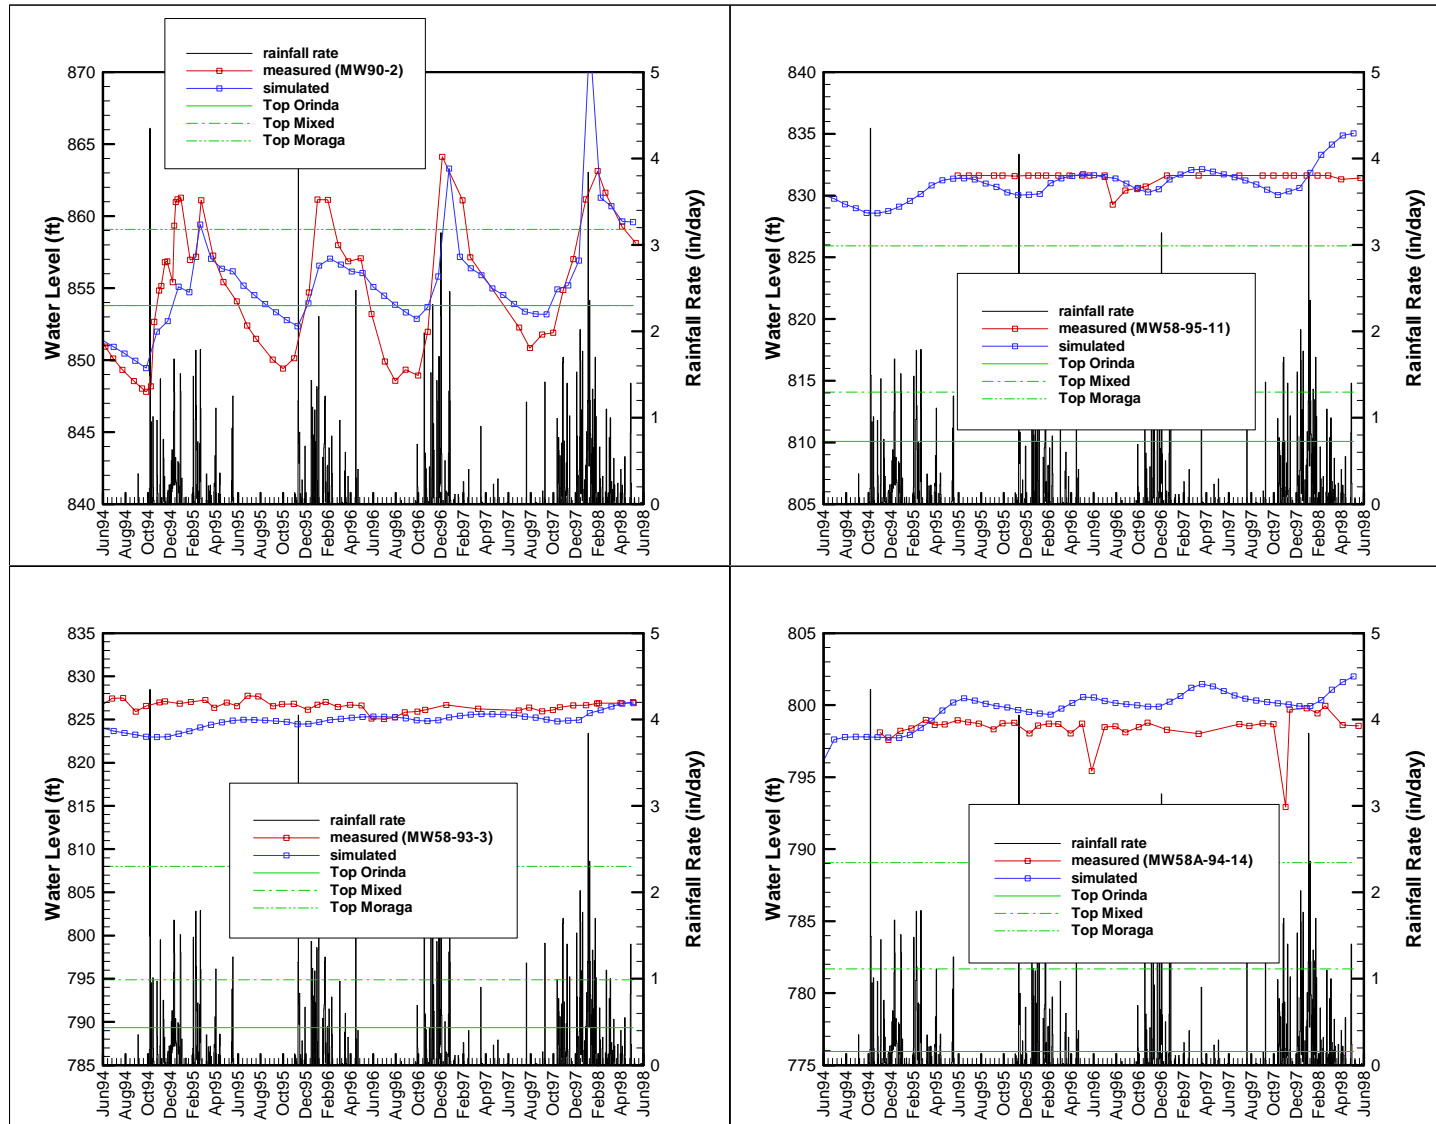 rainfall rate
measured (MW90-2)
simulated
Top Orinda
Top Mixed
Top Moraga
870
865
860
855
850
845
840
Water Level (ft)
5
4
3
2
1
0
Rainfall Rate (in/day)
Jun94
Aug94
Oct94
Dec94
Feb95
Apr95
Jun95
Aug95
Oct95
Dec95
Feb96
Apr96
Jun96
Aug96
Oct96
Dec96
Feb97
Apr97
Jun97
Aug97
Oct97
Dec97
Feb98
Apr98
Jun98
840
835
830
825
820
815
810
805
Water Level (ft)
rainfall rate
measured (MW58-95-11)
simulated
Top Orinda
Top Mixed
Top Moraga
5
4
3
2
1
0
Rainfall Rate (in/day)
Jun94
Aug94
Oct94
Dec94
Feb95
Apr95
Jun95
Aug95
Oct95
Dec95
Feb96
Apr96
Jun96
Aug96
Oct96
Dec96
Feb97
Apr97
Jun97
Aug97
Oct97
Dec97
Feb98
Apr98
Jun98
835
830
825
820
815
810
805
800
795
790
785
Water Level (ft)
rainfall rate
measured (MW58-93-3)
simulated
Top Orinda
Top Mixed
Top Moraga
5
4
3
2
1
0
Rainfall Rate (in/day)
Jun94
Aug94
Oct94
Dec94
Feb95
Apr95
Jun95
Aug95
Oct95
Dec95
Feb96
Apr96
Jun96
Aug96
Oct96
Dec96
Feb97
Apr97
Jun97
Aug97
Oct97
Dec97
Feb98
Apr98
Jun98
805
800
795
790
785
780
775
Water Level (ft)
rainfall rate
measured (MW58A-94-14)
simulated
Top Orinda
Top Mixed
Top Moraga
5
4
3
2
1
0
Rainfall Rate (in/day)
Jun94
Aug94
Oct94
Dec94
Feb95
Apr95
Jun95
Aug95
Oct95
Dec95
Feb96
Apr96
Jun96
Aug96
Oct96
Dec96
Feb97
Apr97
Jun97
Aug97
Oct97
Dec97
Feb98
Apr98
Jun98